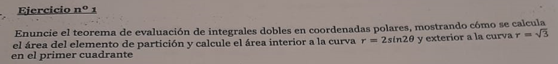 Ejercicio nº 1
Enuncie el teorema de evaluación de integrales dobles en coordenadas polares, mostrando cómo se calcula
el área del elemento de partición y calcule el área interior a la curva r = 2sin2θ y exterior a la curva r = √3
en el primer cuadrante